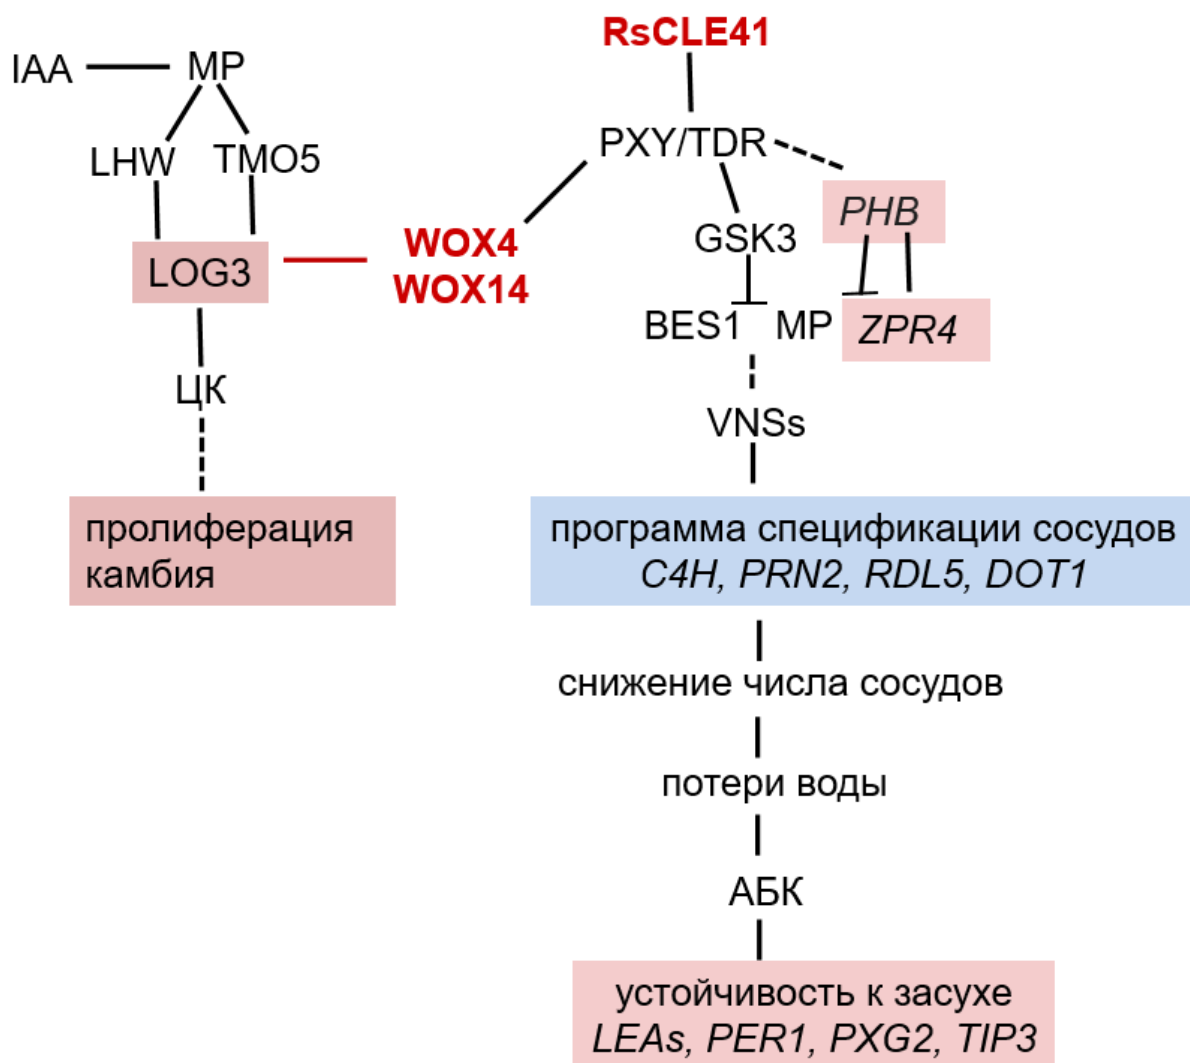 RsCLE41
IAA
MP
PXY/TDR
LHW
TMO5
PHB
GSK3
WOX4
WOX14
LOG3
BES1
MP
ZPR4
ЦК
VNSs
пролиферация
камбия
программа спецификации сосудов
C4H, PRN2, RDL5, DOT1
снижение числа сосудов
потери воды
АБК
устойчивость к засухе
LEAs, PER1, PXG2, TIP3